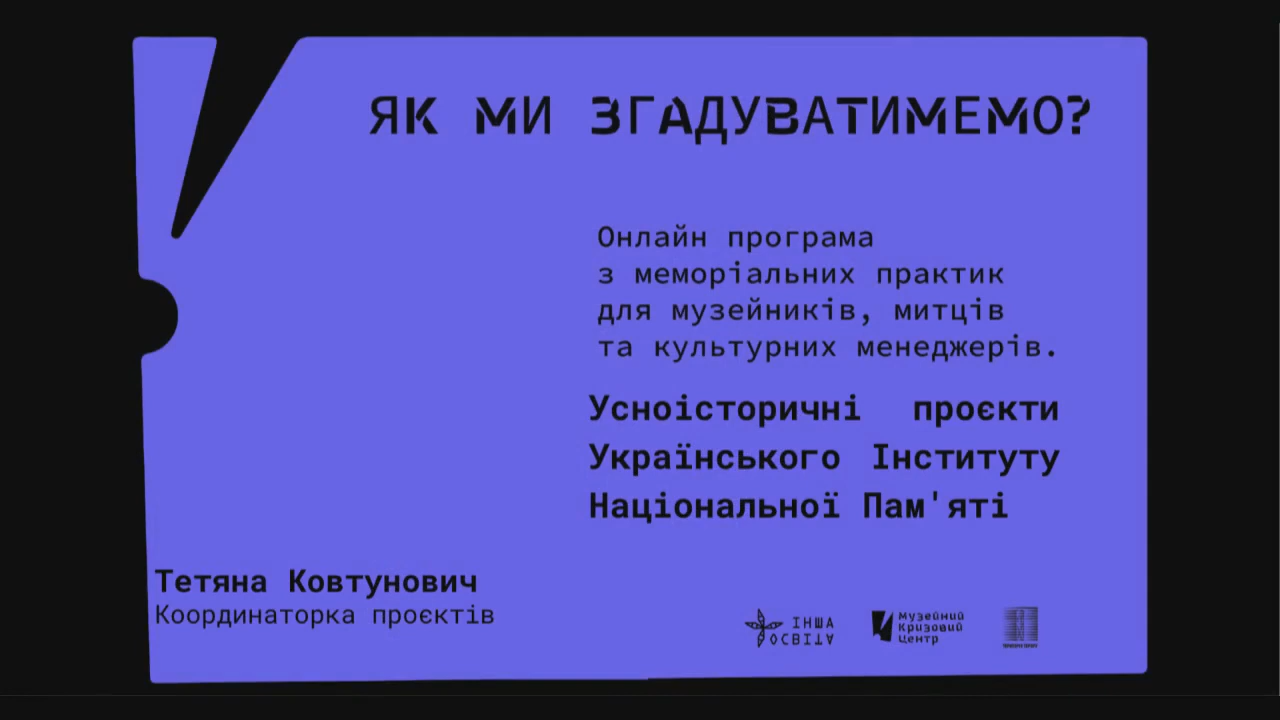 ЯК МИ ЗГАДУВАТИМЕМО?
Онлайн програма
з меморіальних практик
для музейників, митців
та культурних менеджерів.
Усноісторичні проєкти
Українського Інституту
Національної Пам'яті
Тетяна Ковтунович
Координаторка проєктів
ІНША
ОСВІТА
Музейний
Кризовий
Центр